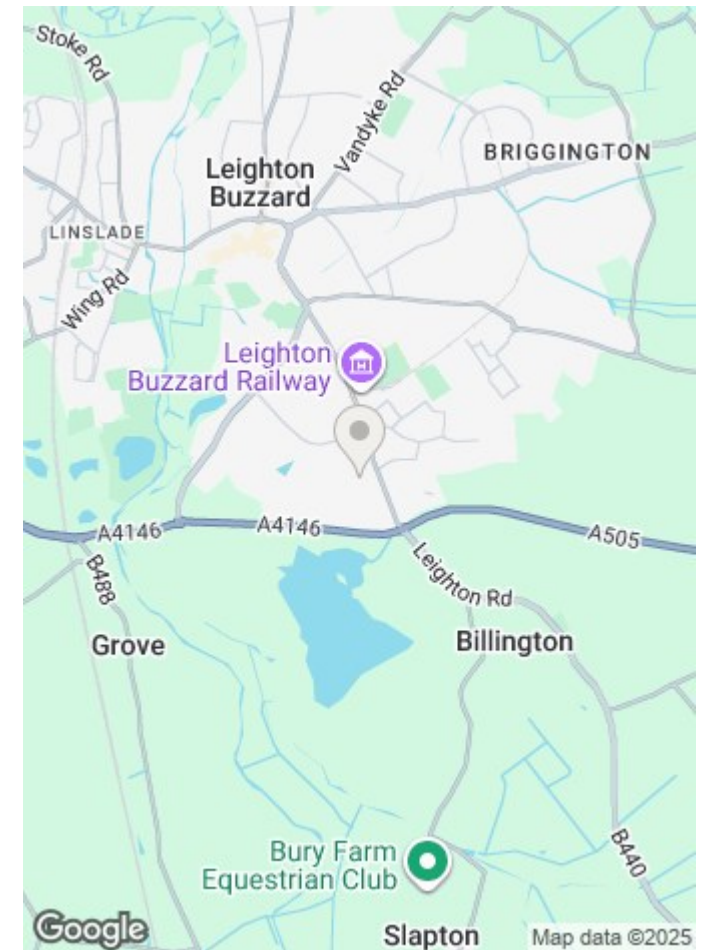 Stoke Rd
Vandyke Rd
Leighton
Buzzard
BRIGGINGTON
LINSLADE
Wing Rd
Leighton
Buzzard Railway
A4146
A4146
A505
B488
Leighton Rd
Grove
Billington
Bury Farm
Equestrian Club
B440
Slapton
Google
Map data ©2025